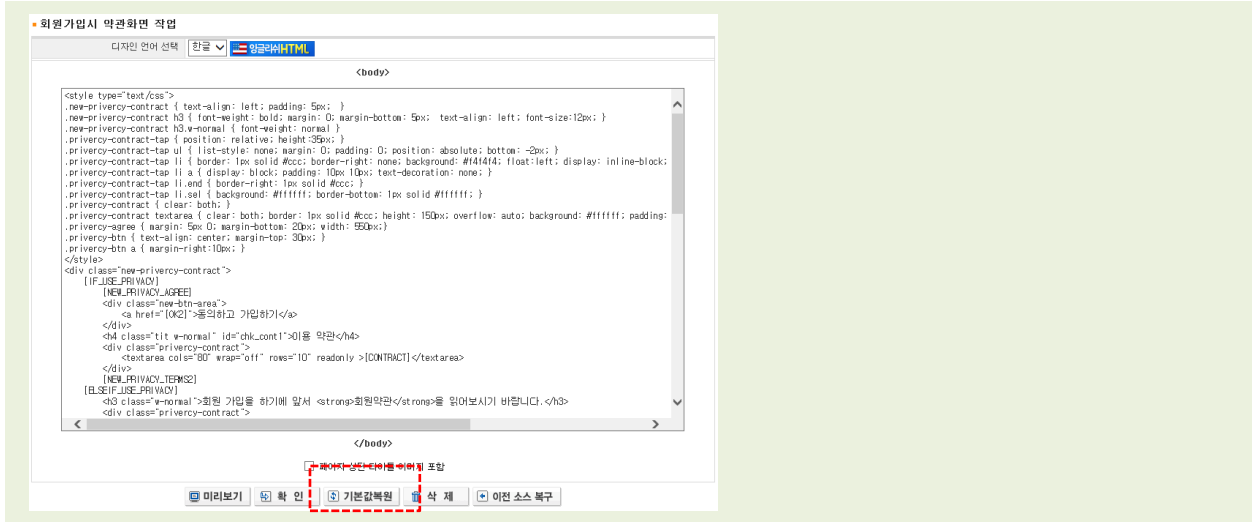 회원가입시 약관화면 작업
디자인 언어 선택 한글 잉글리쉬HTML
<body>
<style type="text/css">
.new-privercy-contract { text-align: left; padding: 5px;  }
.new-privercy-contract h3 { font-weight: bold; margin: 0; margin-bottom: 5px;  text-align: left; font-size:12px; }
.new-privercy-contract h3.w-normal { font-weight: normal }
.privercy-contract-tap { position: relative; height:35px; }
.privercy-contract-tap ul { list-style: none; margin: 0; padding: 0; position: absolute; bottom: -2px; }
.privercy-contract-tap li { border: 1px solid #ccc; border-right: none; background: #f4f4f4; float:left; display: inline-block;
.privercy-contract-tap li a { display: block; padding: 10px 10px; text-decoration: none; }
.privercy-contract-tap li.end { border-right: 1px solid #ccc; }
.privercy-contract-tap li.sel { background: #ffffff; border-bottom: 1px solid #ffffff; }
.privercy-contract { clear: both; }
.privercy-contract textarea { clear: both; border: 1px solid #ccc; height: 150px; overflow: auto; background: #ffffff; padding:
.privercy-agree { margin: 5px 0; margin-bottom: 20px; width: 550px;}
.privercy-btn { text-align: center; margin-top: 30px; }
.privercy-btn a { margin-right:10px; }
</style>
<div class="new-privercy-contract">
[IF_USE_PRIVACY]
[NEW_PRIVACY_AGREE]
<div class="new-btn-area">
<a href="[OK2]">동의하고 가입하기</a>
</div>
<h4 class="tit w-normal" id="chk_cont1">이용 약관</h4>
<div class="privercy-contract">
<textarea cols="80" wrap="off" rows="10" readonly >[CONTRACT]</textarea>
</div>
[NEW_PRIVACY_TERMS2]
[ELSEIF_USE_PRIVACY]
<h3 class="w-normal">회원 가입을 하기에 앞서 <strong>회원약관</strong>을 읽어보시기 바랍니다.</h3>
<div class="privercy-contract">
</body>
페이지 상단 타이틀 이미지 포함
미리보기 확 인 기본값복원 삭 제 이전 소스 복구